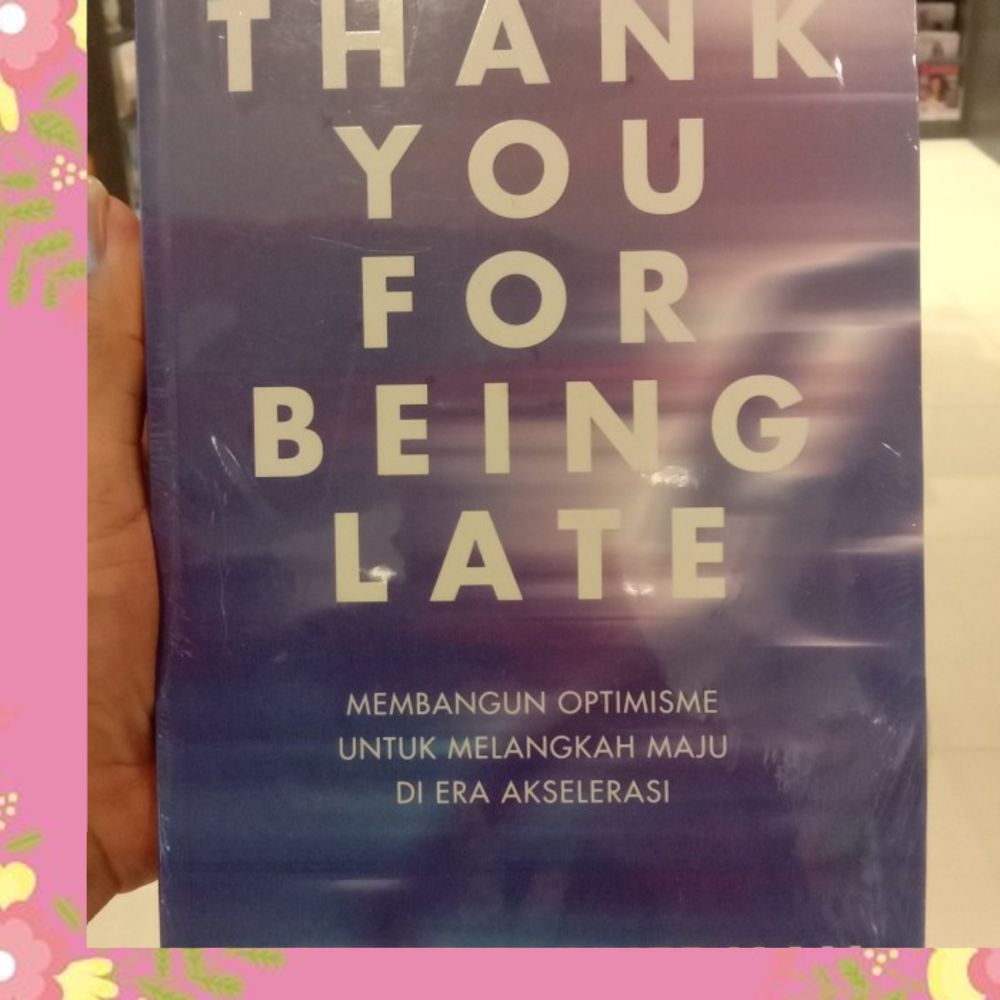 THANK
YOU
FOR
BEING
LATE
MEMBANGUN OPTIMISME
UNTUK MELANGKAH MAJU
DI ERA AKSELERASI